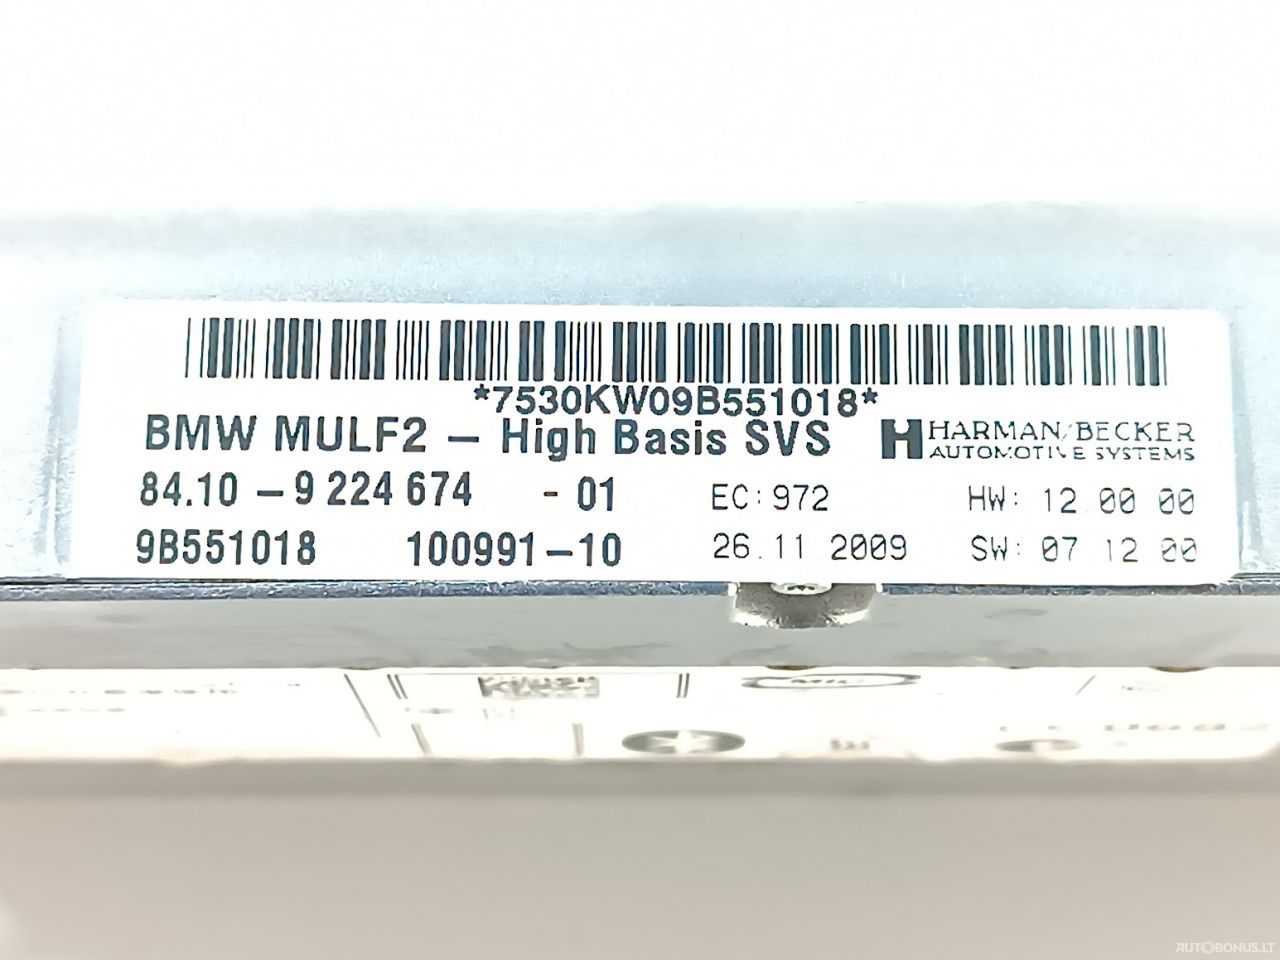 *7530KW09B551018*
BMW MULF2 – High Basis SVS
HARMAN/BECKER
AUTOMOTIVE SYSTEMS
84.10 – 9 224 674 - 01 EC: 972 HW: 12 00 00
9B551018 100991–10 26.11.2009 SW: 07 12 00
AUTOBONUS.LT